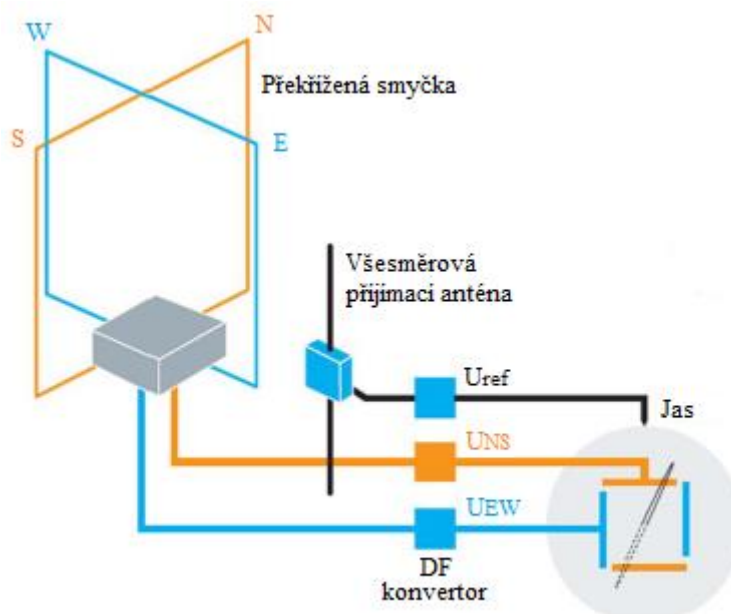 W
N
Překřížená smyčka
S
E
Všesměrová
přijímací anténa
Uref
Jas
UNS
UEW
DF
konvertor